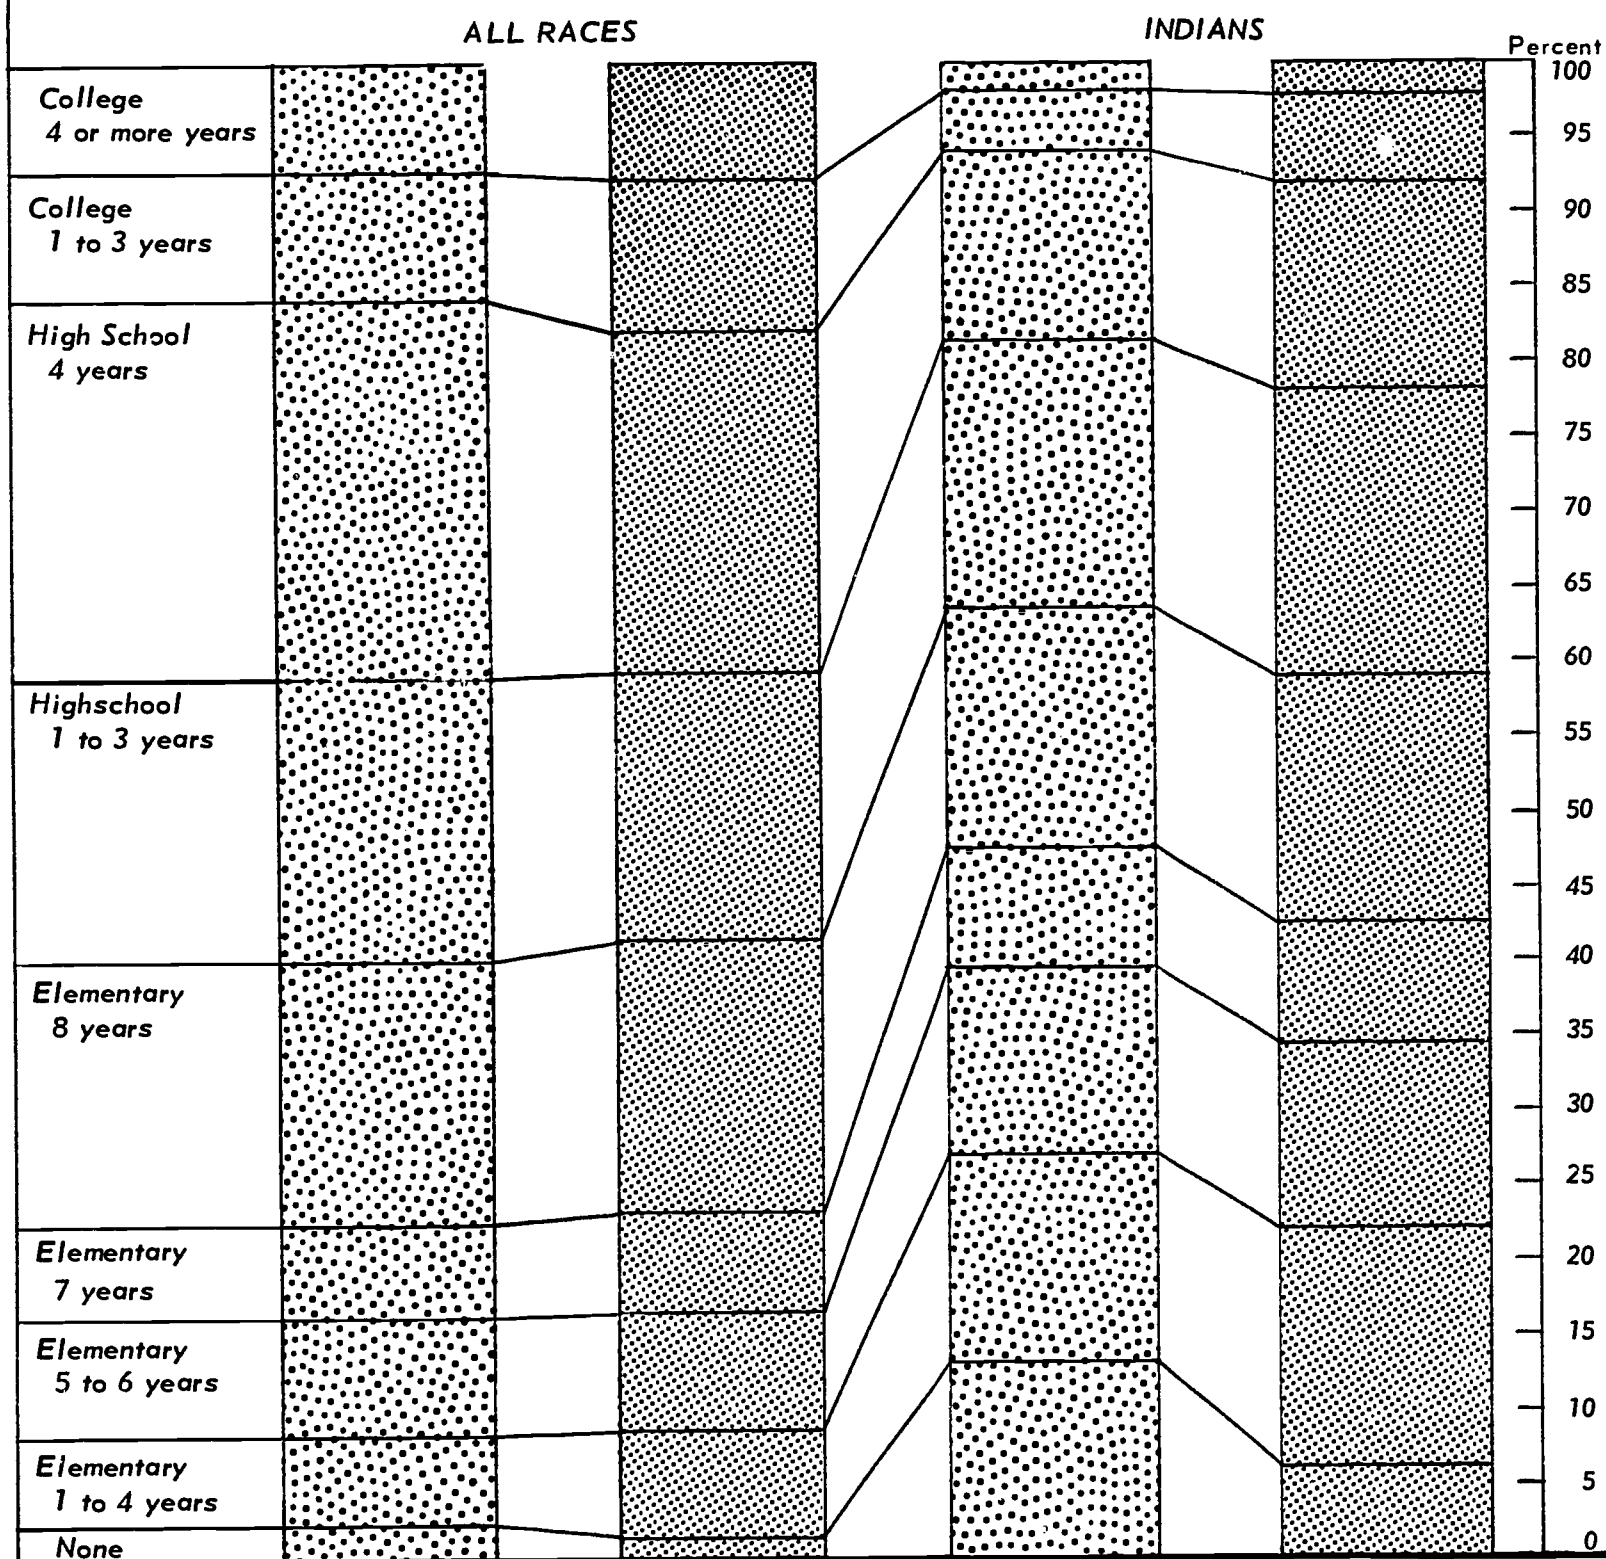 ALL RACES
INDIANS
Percent
College
4 or more years
College
1 to 3 years
High School
4 years
Highschool
1 to 3 years
Elementary
8 years
Elementary
7 years
Elementary
5 to 6 years
Elementary
1 to 4 years
None
100
95
90
85
80
75
70
65
60
55
50
45
40
35
30
25
20
15
10
5
0